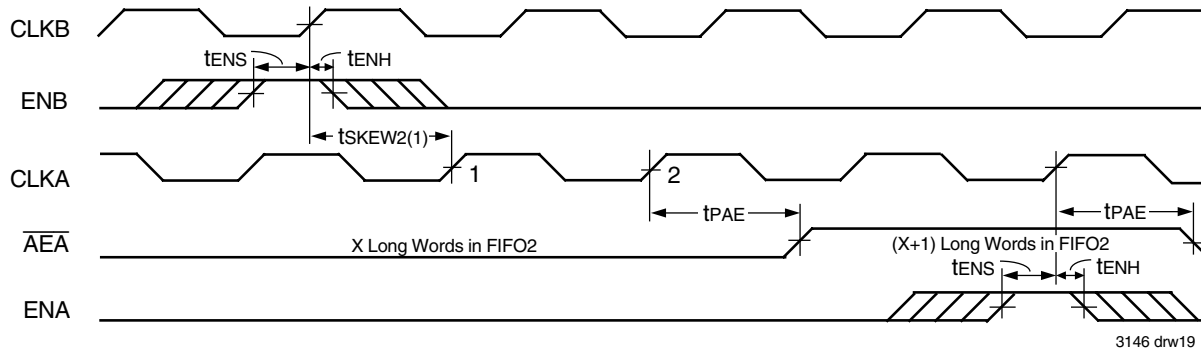 CLKB
tENS
tENH
ENB
tSKEW2(1)
CLKA
1
2
tPAE
tPAE
AEA
X Long Words in FIFO2
(X+1) Long Words in FIFO2
tENS
tENH
ENA
3146 drw19